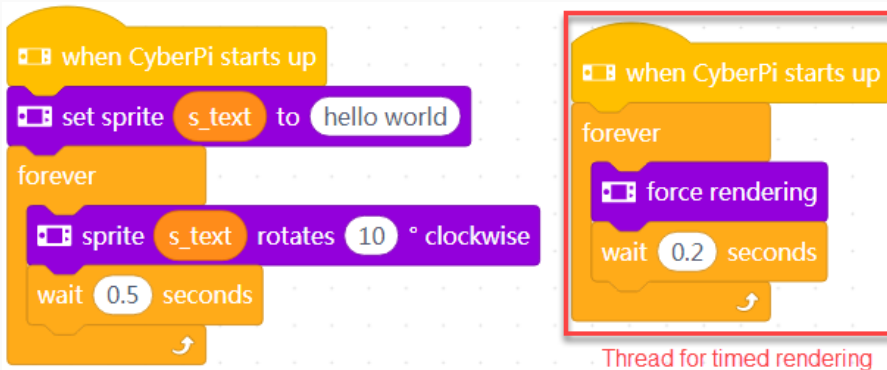 when CyberPi starts up
set sprite s_text to hello world
forever
sprite s_text rotates 10 ° clockwise
wait 0.5 seconds
when CyberPi starts up
forever
force rendering
wait 0.2 seconds
Thread for timed rendering